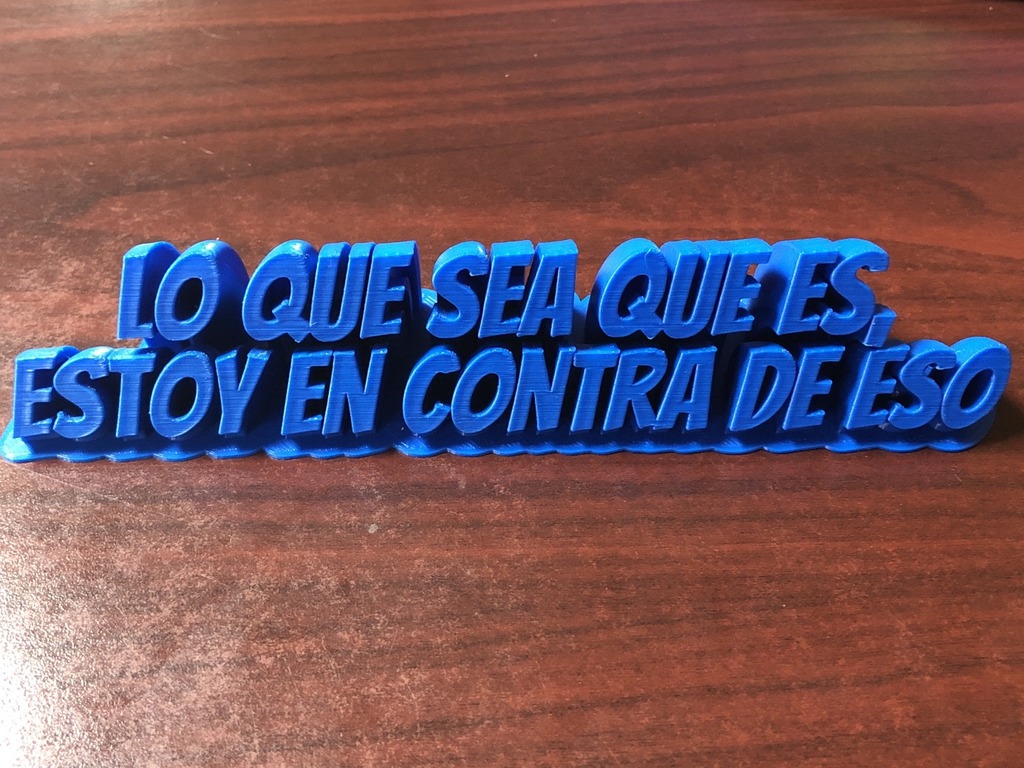 LO QUE SEA QUE ES,
ESTOY EN CONTRA DE ESO